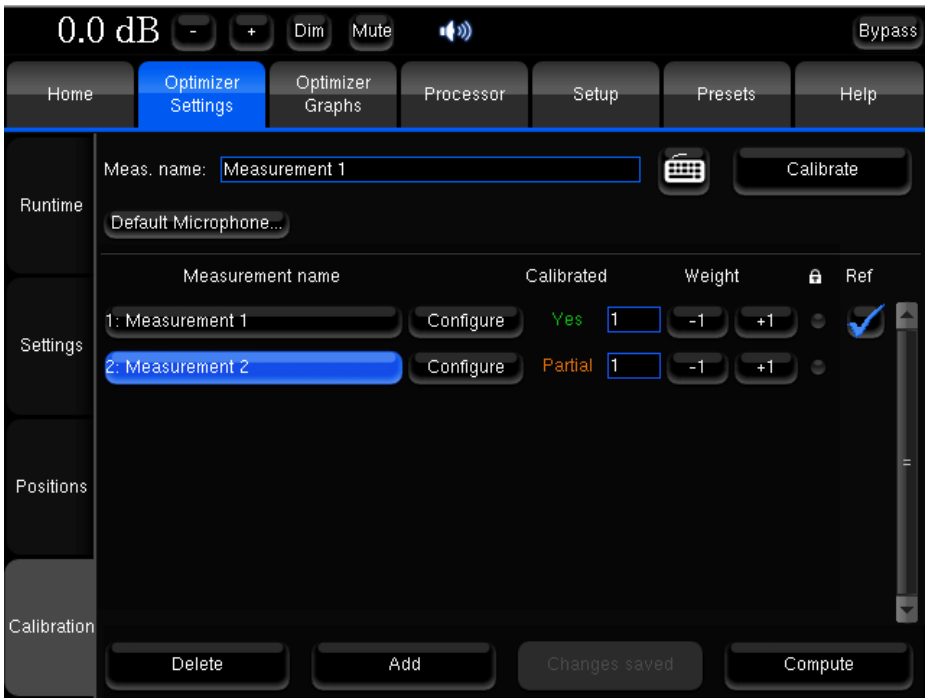 0.0 dB - + Dim Mute Bypass
Home
Optimizer
Settings
Optimizer
Graphs
Processor
Setup
Presets
Help
Runtime
Settings
Positions
Calibration
Meas. name: Measurement 1
Calibrate
Default Microphone...
Measurement name Calibrated Weight Ref
1: Measurement 1 Configure Yes 1 -1 +1
2: Measurement 2 Configure Partial 1 -1 +1
Delete Add Changes saved Compute